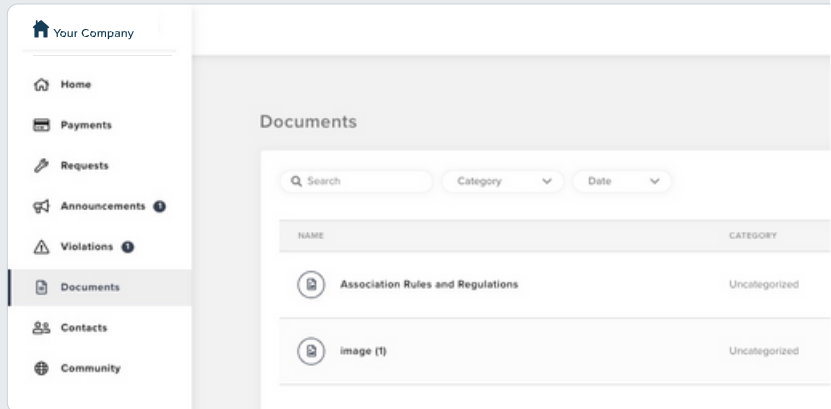 Your Company
Home
Payments
Requests
Announcements 1
Violations 1
Documents
Contacts
Community
Documents
Search
Category
Date
NAME
CATEGORY
Association Rules and Regulations
Uncategorized
image (1)
Uncategorized